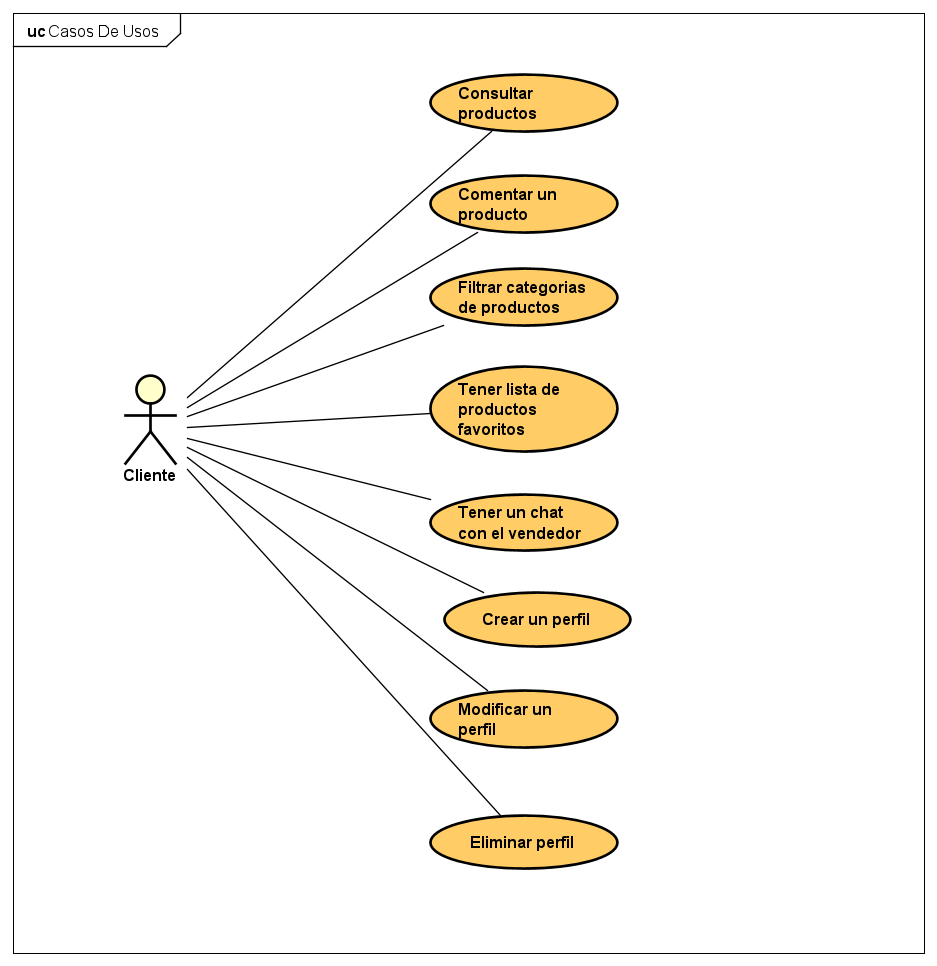 uc Casos De Usos
Consultar
productos
Comentar un
producto
Filtrar categorias
de productos
Tener lista de
productos
favoritos
Cliente
Tener un chat
con el vendedor
Crear un perfil
Modificar un
perfil
Eliminar perfil